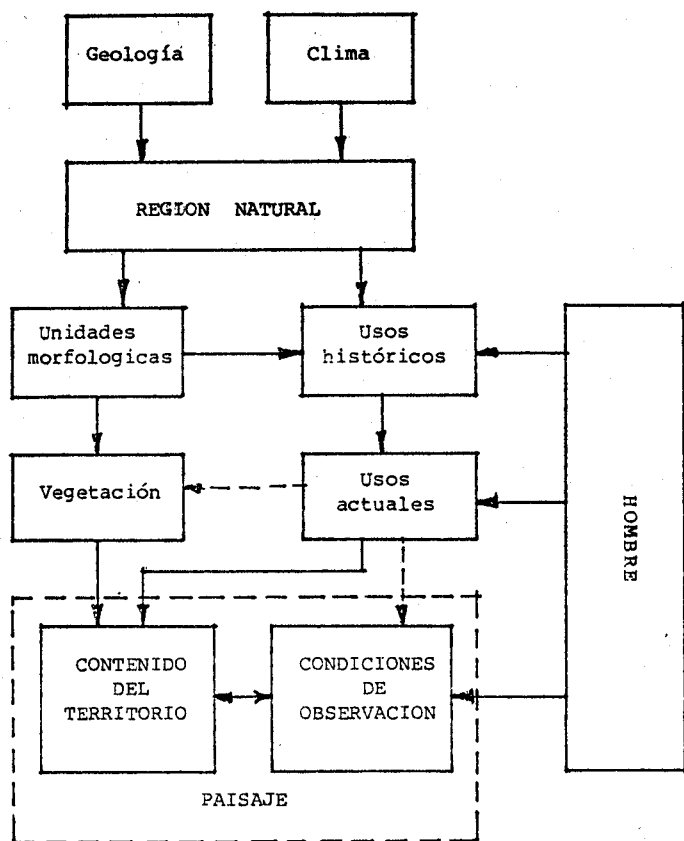 Geología
Clima
REGION NATURAL
Unidades
morfologicas
Usos
históricos
Vegetación
Usos
actuales
HOMBRE
CONTENIDO
DEL
TERRITORIO
CONDICIONES
DE
OBSERVACION
PAISAJE